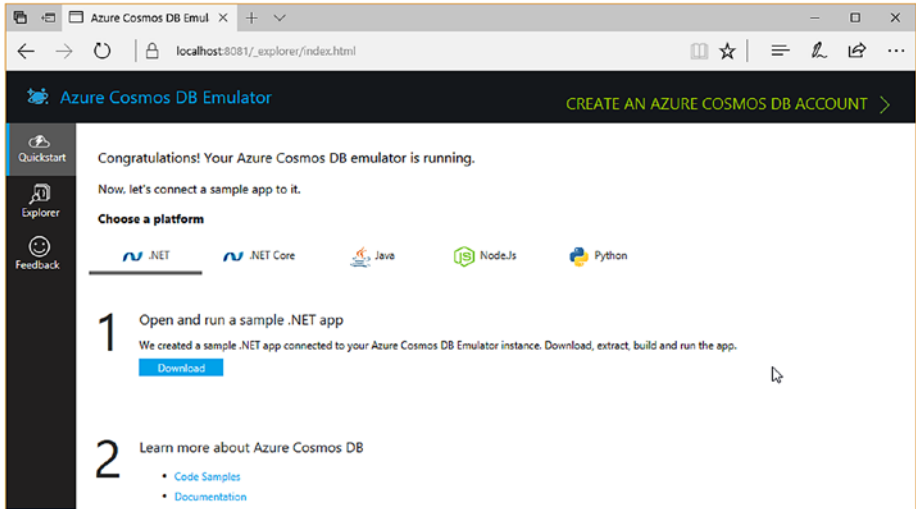 Azure Cosmos DB Emul
localhost:8081/_explorer/index.html
Azure Cosmos DB Emulator
CREATE AN AZURE COSMOS DB ACCOUNT
Quickstart
Explorer
Feedback
Congratulations! Your Azure Cosmos DB emulator is running.
Now, let's connect a sample app to it.
Choose a platform
.NET
.NET Core
Java
NodeJs
Python
1
Open and run a sample .NET app
We created a sample .NET app connected to your Azure Cosmos DB Emulator instance. Download, extract, build and run the app.
Download
2
Learn more about Azure Cosmos DB
• Code Samples
• Documentation